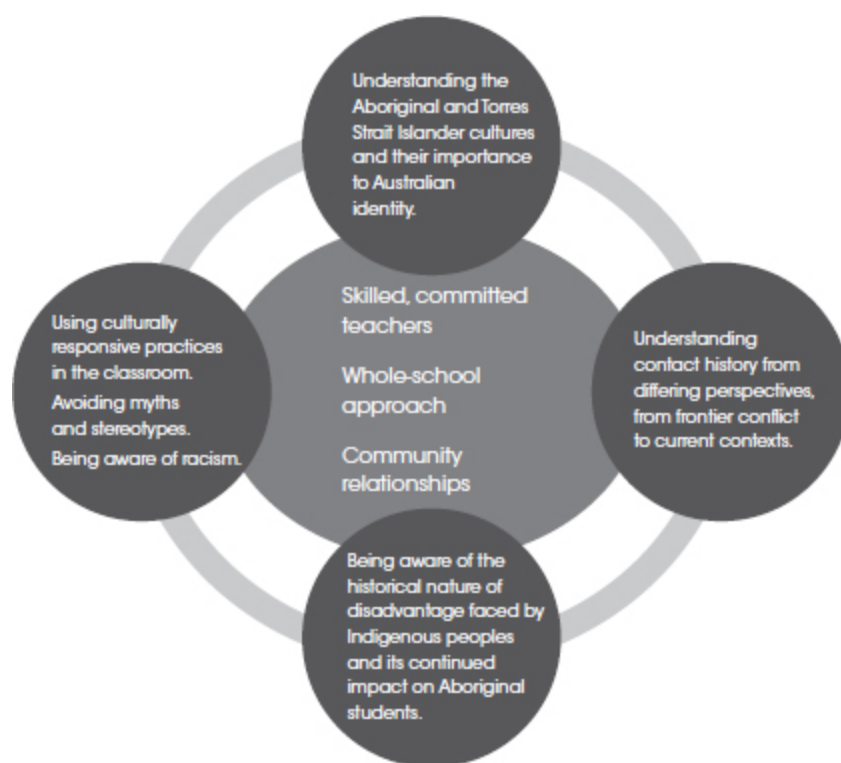 Understanding the
Aboriginal and Torres
Strait Islander cultures
and their importance
to Australian
identity.
Using culturally
responsive practices
in the classroom.
Avoiding myths
and stereotypes.
Being aware of racism.
Skilled, committed
teachers
Whole-school
approach
Community
relationships
Understanding
contact history from
differing perspectives,
from frontier conflict
to current contexts.
Being aware of the
historical nature of
disadvantage faced by
Indigenous peoples
and its continued
impact on Aboriginal
students.